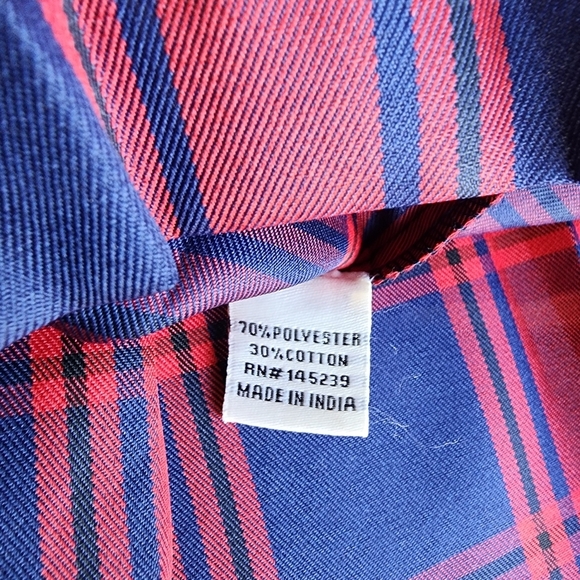 70% POLYESTER
30% COTTON
RN# 145239
MADE IN INDIA